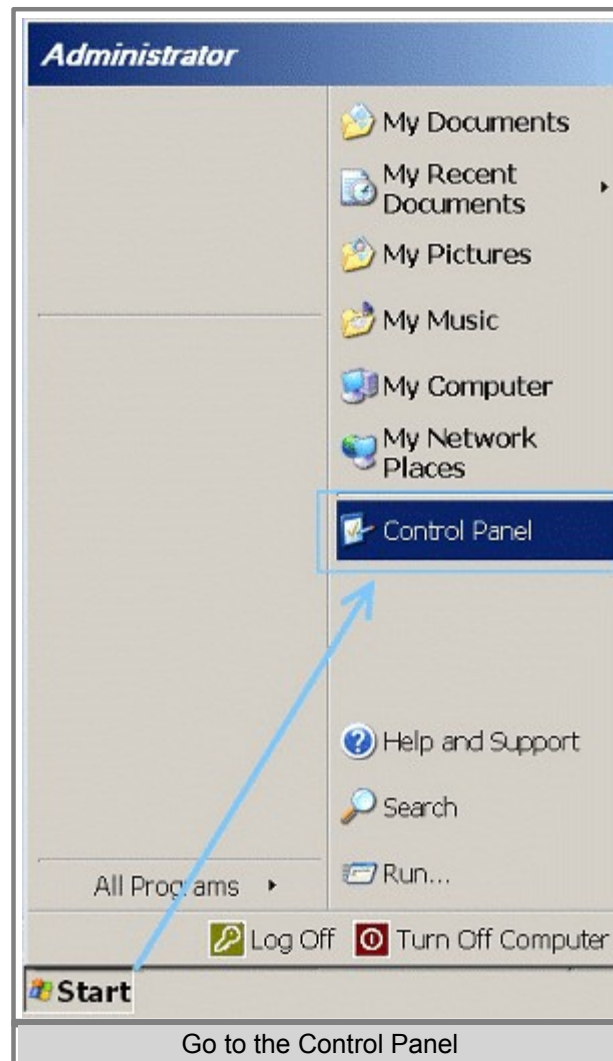 Administrator
My Documents
My Recent
Documents
My Pictures
My Music
My Computer
My Network
Places
Control Panel
Help and Support
Search
Run...
All Programs
Log Off
Turn Off Computer
Start
Go to the Control Panel